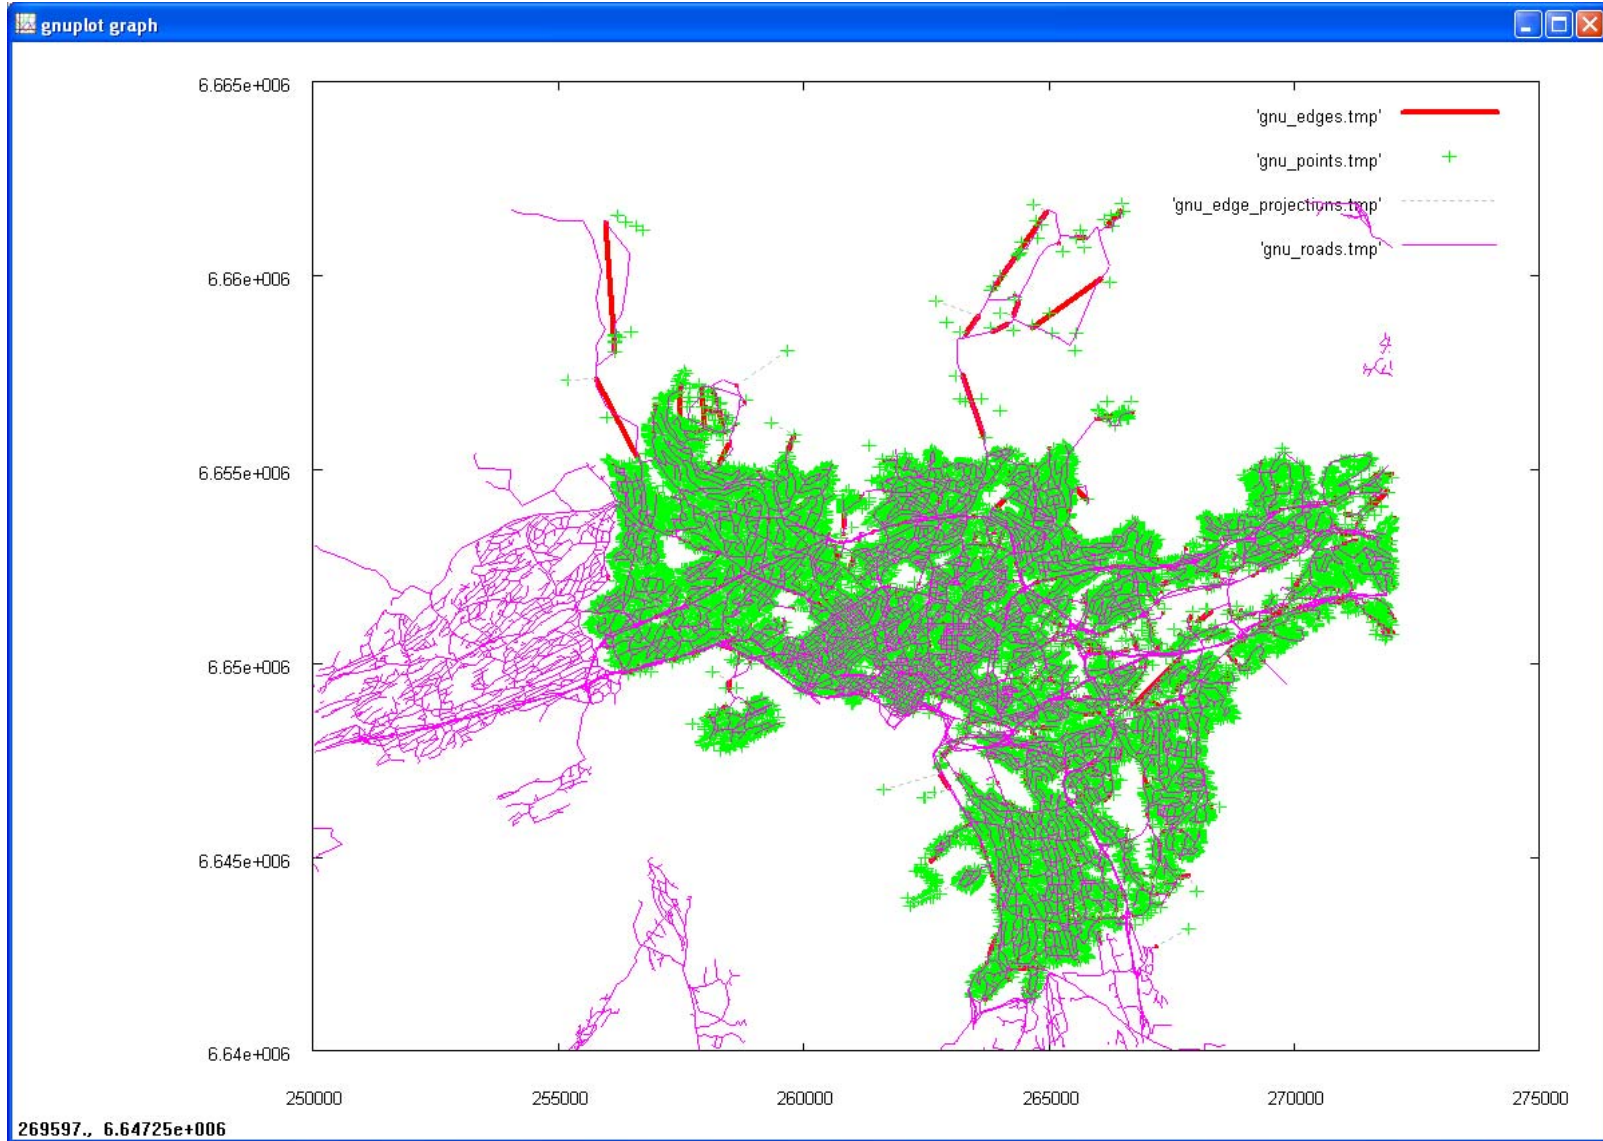 gnuplot graph
6.665e+006
'gnu_edges.tmp'
'gnu_points.tmp'
'gnu_edge_projections.tmp'
'gnu_roads.tmp'
6.66e+006
6.655e+006
6.65e+006
6.645e+006
6.64e+006
250000 255000 260000 265000 270000 275000
269597., 6.64725e+006